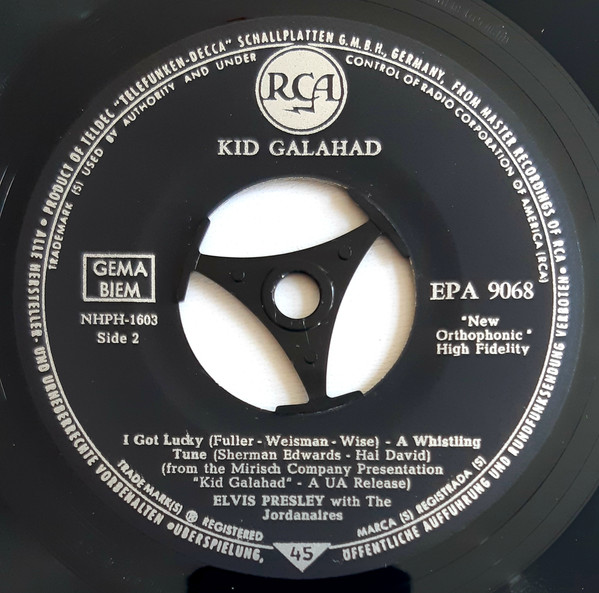 PRODUCT OF TELDEC "TELEFUNKEN-DECCA" SCHALLPLATTEN G.M.B.H., GERMANY, FROM MASTER RECORDINGS OF RCA
TRADEMARK (S) USED BY AUTHORITY AND UNDER CONTROL OF RADIO CORPORATION OF AMERICA (RCA)
RCA
KID GALAHAD
GEMA
BIEM
NHPH-1603
Side 2
EPA 9068
"New
Orthophonic"
High Fidelity
I Got Lucky (Fuller - Weisman - Wise) - A Whistling
Tune (Sherman Edwards - Hal David)
(from the Mirisch Company Presentation
"Kid Galahad" - A UA Release)
ELVIS PRESLEY with The
Jordanaires
TRADE MARK(S) ® REGISTERED
MARCA (S) REGISTRADA (S)
45
• ALLE HERSTELLER- UND URHEBERRECHTE VORBEHALTEN • ÜBERSPIELUNG, ÖFFENTLICHE AUFFÜHRUNG UND RUNDFUNKSENDUNG VERBOTEN •